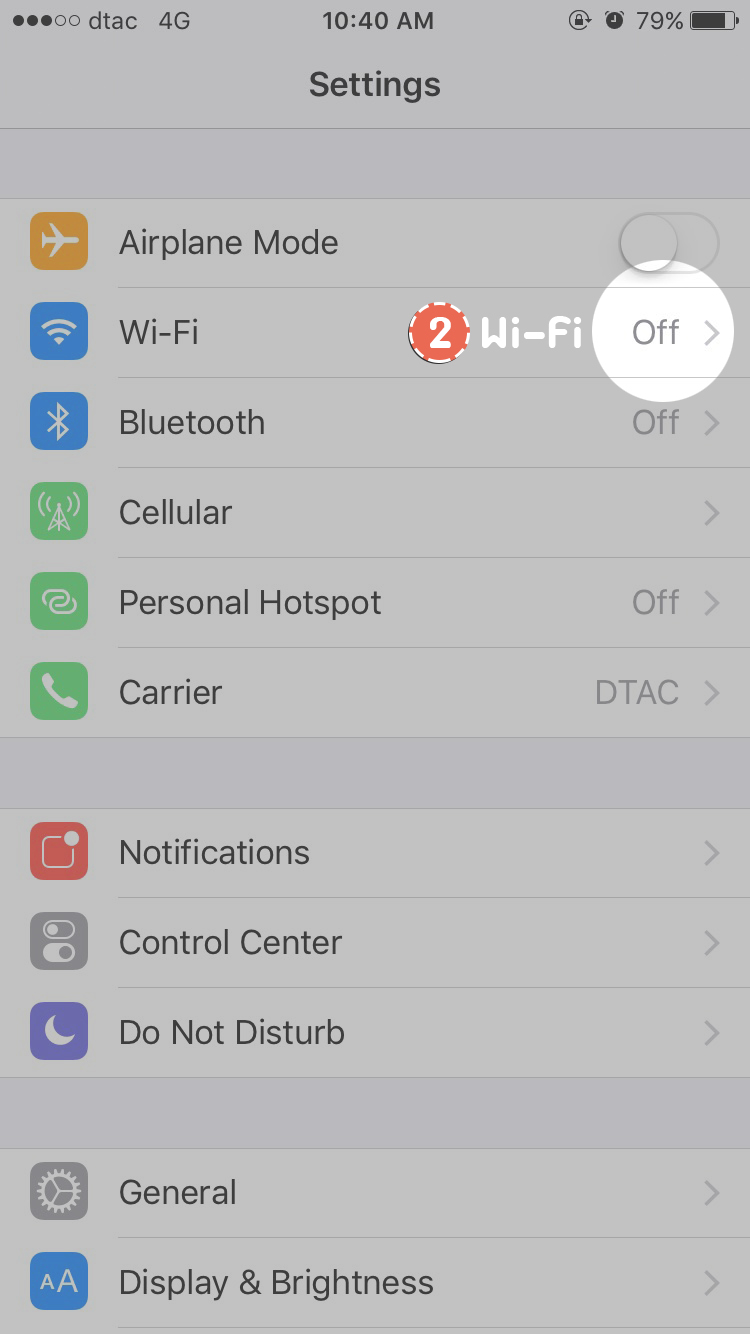 dtac 4G 10:40 AM 79%
Settings
Airplane Mode
Wi-Fi 2 Wi-Fi Off
Bluetooth Off
Cellular
Personal Hotspot Off
Carrier DTAC
Notifications
Control Center
Do Not Disturb
General
AA Display & Brightness